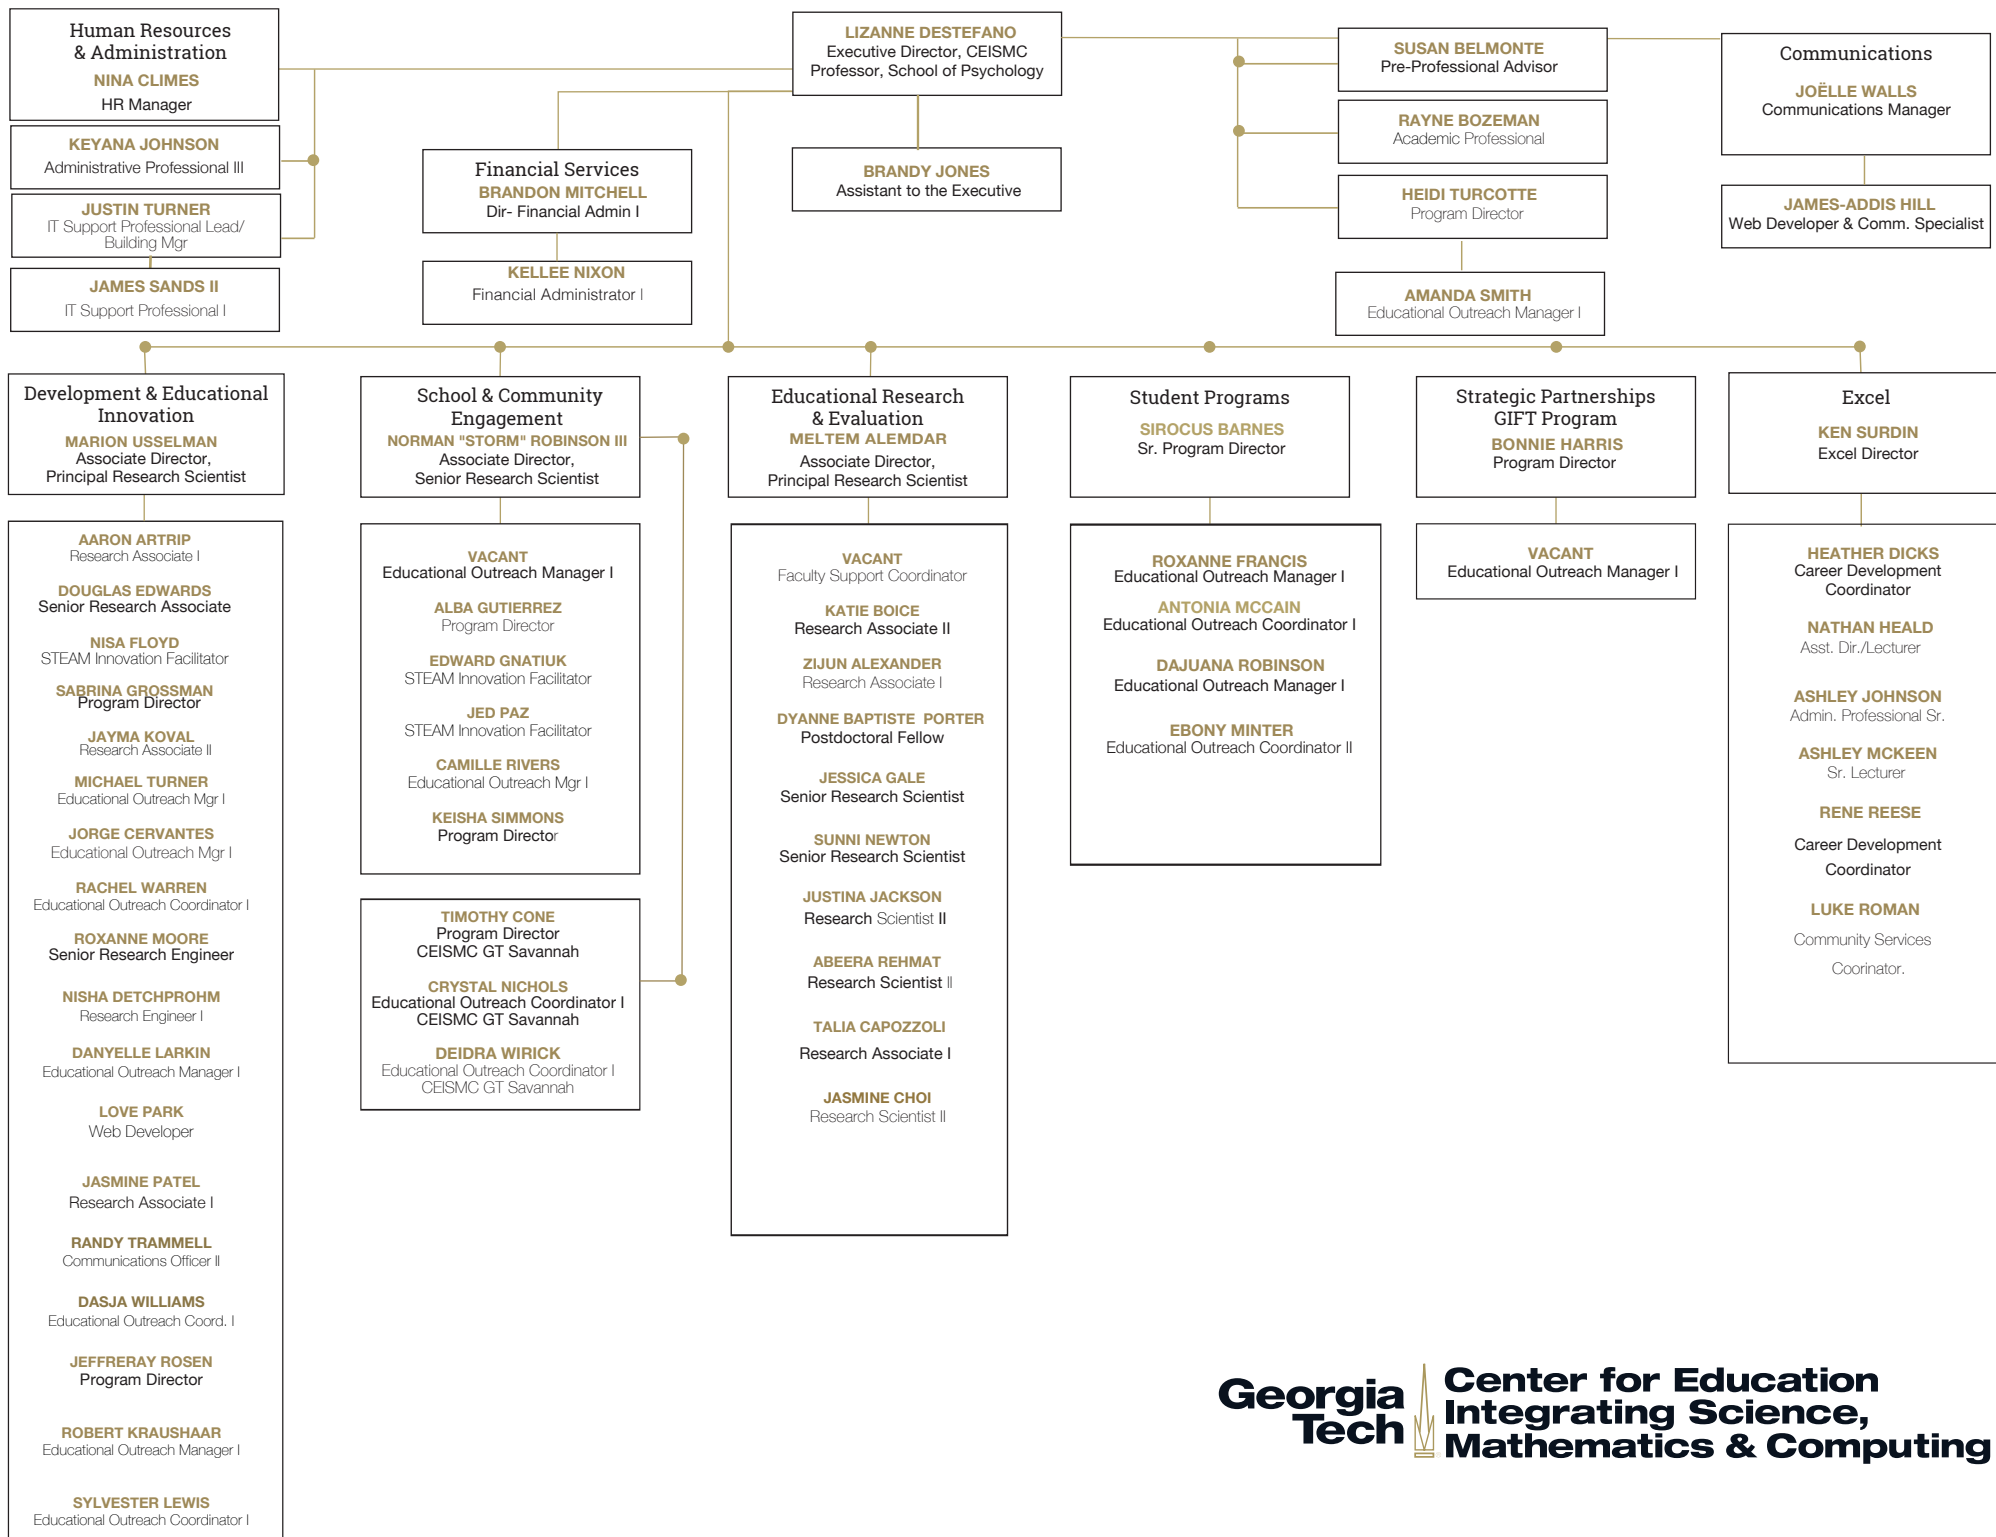 Human Resources
& Administration
NINA CLIMES
HR Manager
KEYANA JOHNSON
Administrative Professional III
JUSTIN TURNER
IT Support Professional Lead/
Building Mgr
JAMES SANDS II
IT Support Professional I
Financial Services
BRANDON MITCHELL
Dir- Financial Admin I
KELLEE NIXON
Financial Administrator I
LIZANNE DESTEFANO
Executive Director, CEISMC
Professor, School of Psychology
BRANDY JONES
Assistant to the Executive
SUSAN BELMONTE
Pre-Professional Advisor
RAYNE BOZEMAN
Academic Professional
HEIDI TURCOTTE
Program Director
AMANDA SMITH
Educational Outreach Manager I
Communications
JOËLLE WALLS
Communications Manager
JAMES-ADDIS HILL
Web Developer & Comm. Specialist
Development & Educational
Innovation
MARION USSELMAN
Associate Director,
Principal Research Scientist
AARON ARTRIP
Research Associate I
DOUGLAS EDWARDS
Senior Research Associate
NISA FLOYD
STEAM Innovation Facilitator
SABRINA GROSSMAN
Program Director
JAYMA KOVAL
Research Associate II
MICHAEL TURNER
Educational Outreach Mgr I
JORGE CERVANTES
Educational Outreach Mgr I
RACHEL WARREN
Educational Outreach Coordinator I
ROXANNE MOORE
Senior Research Engineer
NISHA DETCHPROHM
Research Engineer I
DANYELLE LARKIN
Educational Outreach Manager I
LOVE PARK
Web Developer
JASMINE PATEL
Research Associate I
RANDY TRAMMELL
Communications Officer II
DASJA WILLIAMS
Educational Outreach Coord. I
JEFFRERAY ROSEN
Program Director
ROBERT KRAUSHAAR
Educational Outreach Manager I
SYLVESTER LEWIS
Educational Outreach Coordinator I
School & Community
Engagement
NORMAN "STORM" ROBINSON III
Associate Director,
Senior Research Scientist
VACANT
Educational Outreach Manager I
ALBA GUTIERREZ
Program Director
EDWARD GNATIUK
STEAM Innovation Facilitator
JED PAZ
STEAM Innovation Facilitator
CAMILLE RIVERS
Educational Outreach Mgr I
KEISHA SIMMONS
Program Director
TIMOTHY CONE
Program Director
CEISMC GT Savannah
CRYSTAL NICHOLS
Educational Outreach Coordinator I
CEISMC GT Savannah
DEIDRA WIRICK
Educational Outreach Coordinator I
CEISMC GT Savannah
Educational Research
& Evaluation
MELTEM ALEMDAR
Associate Director,
Principal Research Scientist
VACANT
Faculty Support Coordinator
KATIE BOICE
Research Associate II
ZIJUN ALEXANDER
Research Associate I
DYANNE BAPTISTE PORTER
Postdoctoral Fellow
JESSICA GALE
Senior Research Scientist
SUNNI NEWTON
Senior Research Scientist
JUSTINA JACKSON
Research Scientist II
ABEERA REHMAT
Research Scientist II
TALIA CAPOZZOLI
Research Associate I
JASMINE CHOI
Research Scientist II
Student Programs
SIROCUS BARNES
Sr. Program Director
ROXANNE FRANCIS
Educational Outreach Manager I
ANTONIA MCCAIN
Educational Outreach Coordinator I
DAJUANA ROBINSON
Educational Outreach Manager I
EBONY MINTER
Educational Outreach Coordinator II
Strategic Partnerships
GIFT Program
BONNIE HARRIS
Program Director
VACANT
Educational Outreach Manager I
Excel
KEN SURDIN
Excel Director
HEATHER DICKS
Career Development
Coordinator
NATHAN HEALD
Asst. Dir./Lecturer
ASHLEY JOHNSON
Admin. Professional Sr.
ASHLEY MCKEEN
Sr. Lecturer
RENE REESE
Career Development
Coordinator
LUKE ROMAN
Community Services
Coorinator.
Georgia
Tech
Center for Education
Integrating Science,
Mathematics & Computing